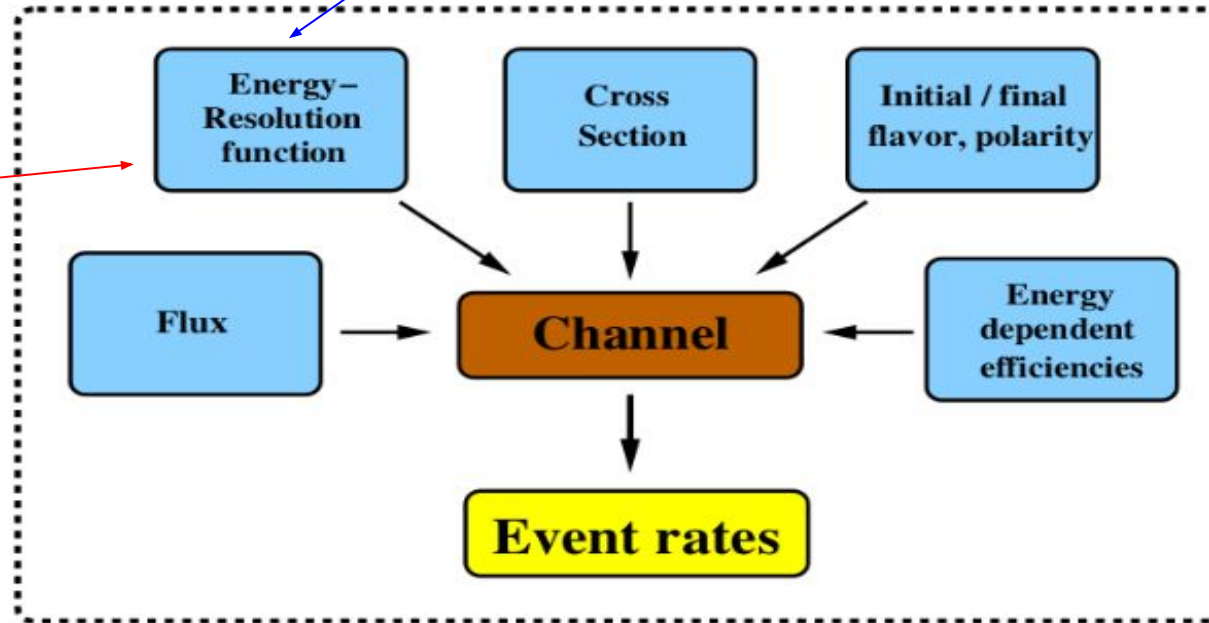 Energy–
Resolution
function
Cross
Section
Initial / final
flavor, polarity
Flux
Channel
Energy
dependent
efficiencies
Event rates